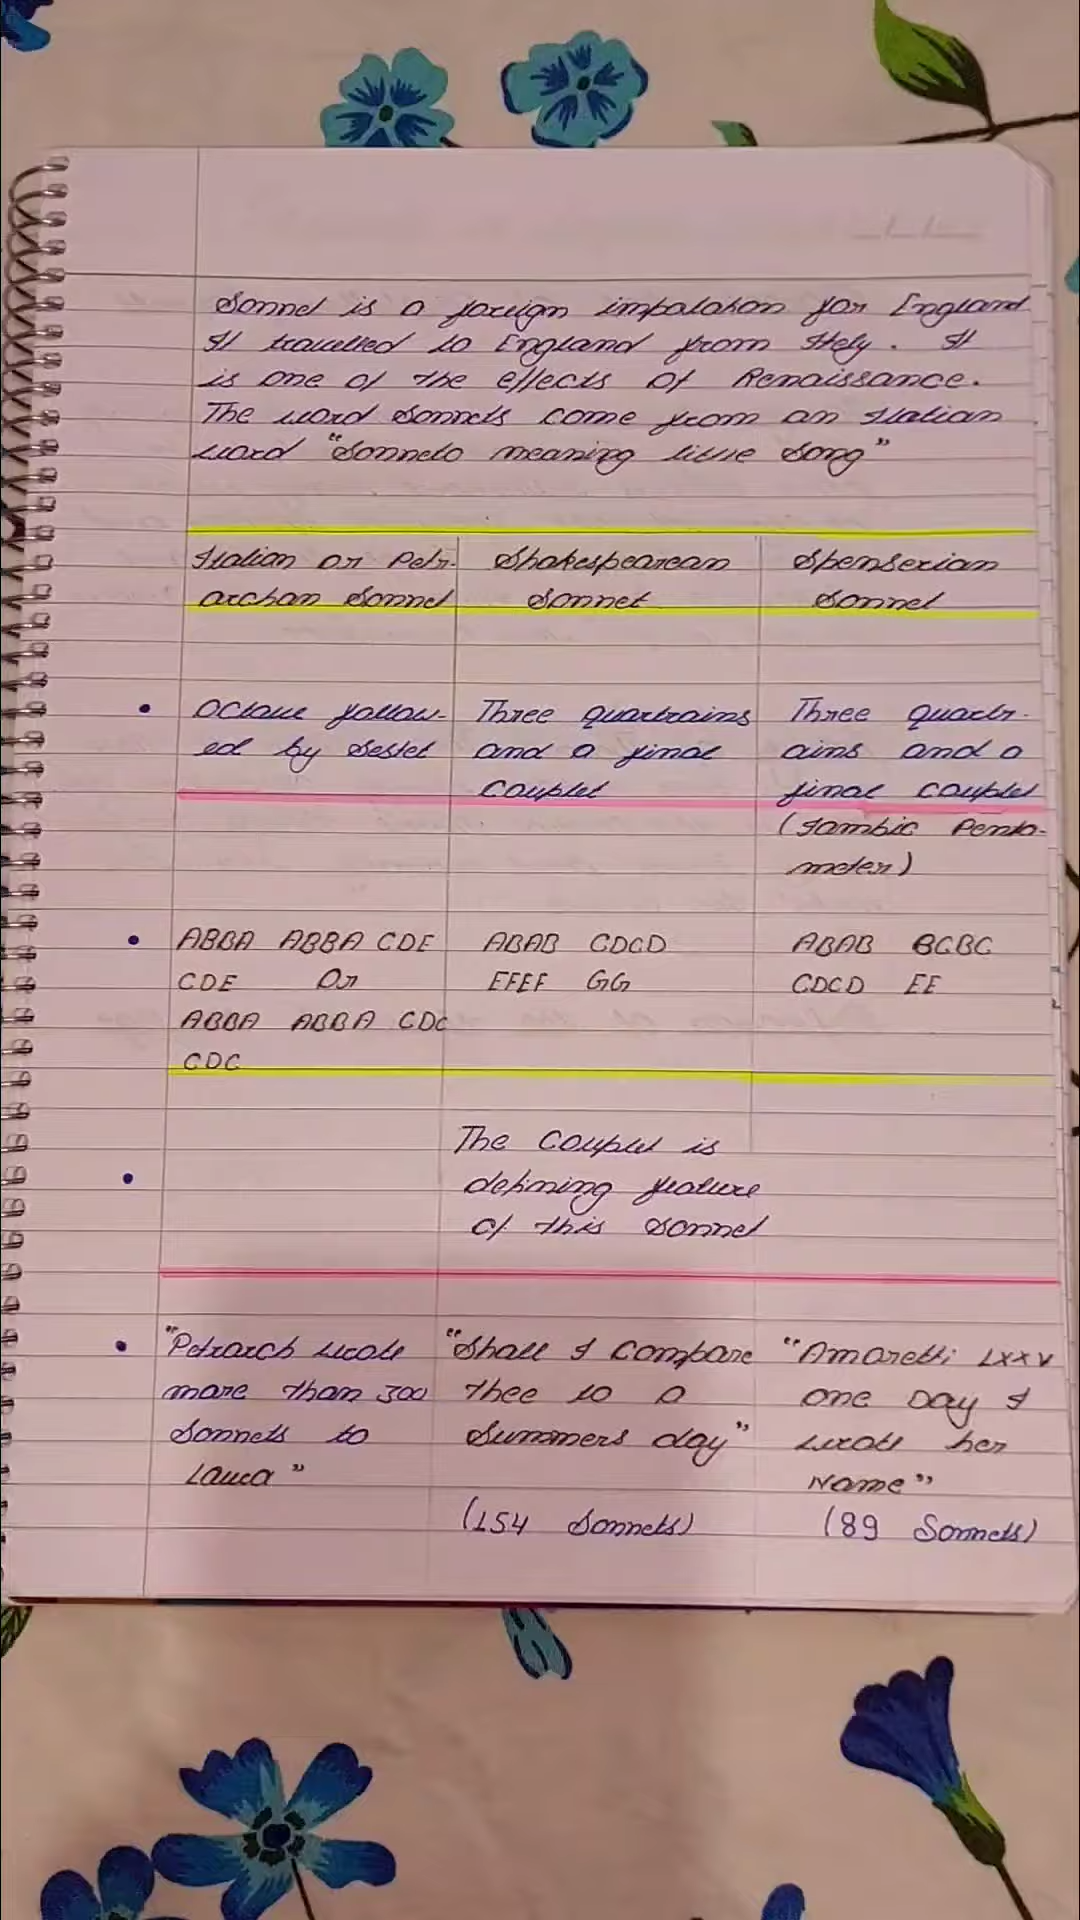 Sonnet is a foreign impotation for England
It travelled to England from Itely. It
is one of the effects of Renaissance.
The word Sonnets come from an Italian
word "Sonneto meaning little Song"
Italian or Petr-
archan Sonnet
Shakespearean
Sonnet
Spenserian
Sonnet
Octave follow-
ed by Sestet
Three quartrains
and a final
Couplet
Three quartr-
ains and a
final couplet
(Iambic Penta-
meter)
ABBA ABBA CDE
CDE Or
ABBA ABBA CDC
CDC
ABAB CDCD
EFEF GG
ABAB BCBC
CDCD EE
The Couplet is
defining feature
of this Sonnet
"Petrarch wrote
more than 300
Sonnets to
Laura"
"Shall I Compare
Thee to a
Summers day"
(154 Sonnets)
"Amoretti LXXV
One Day I
wrote her
Name"
(89 Sonnets)